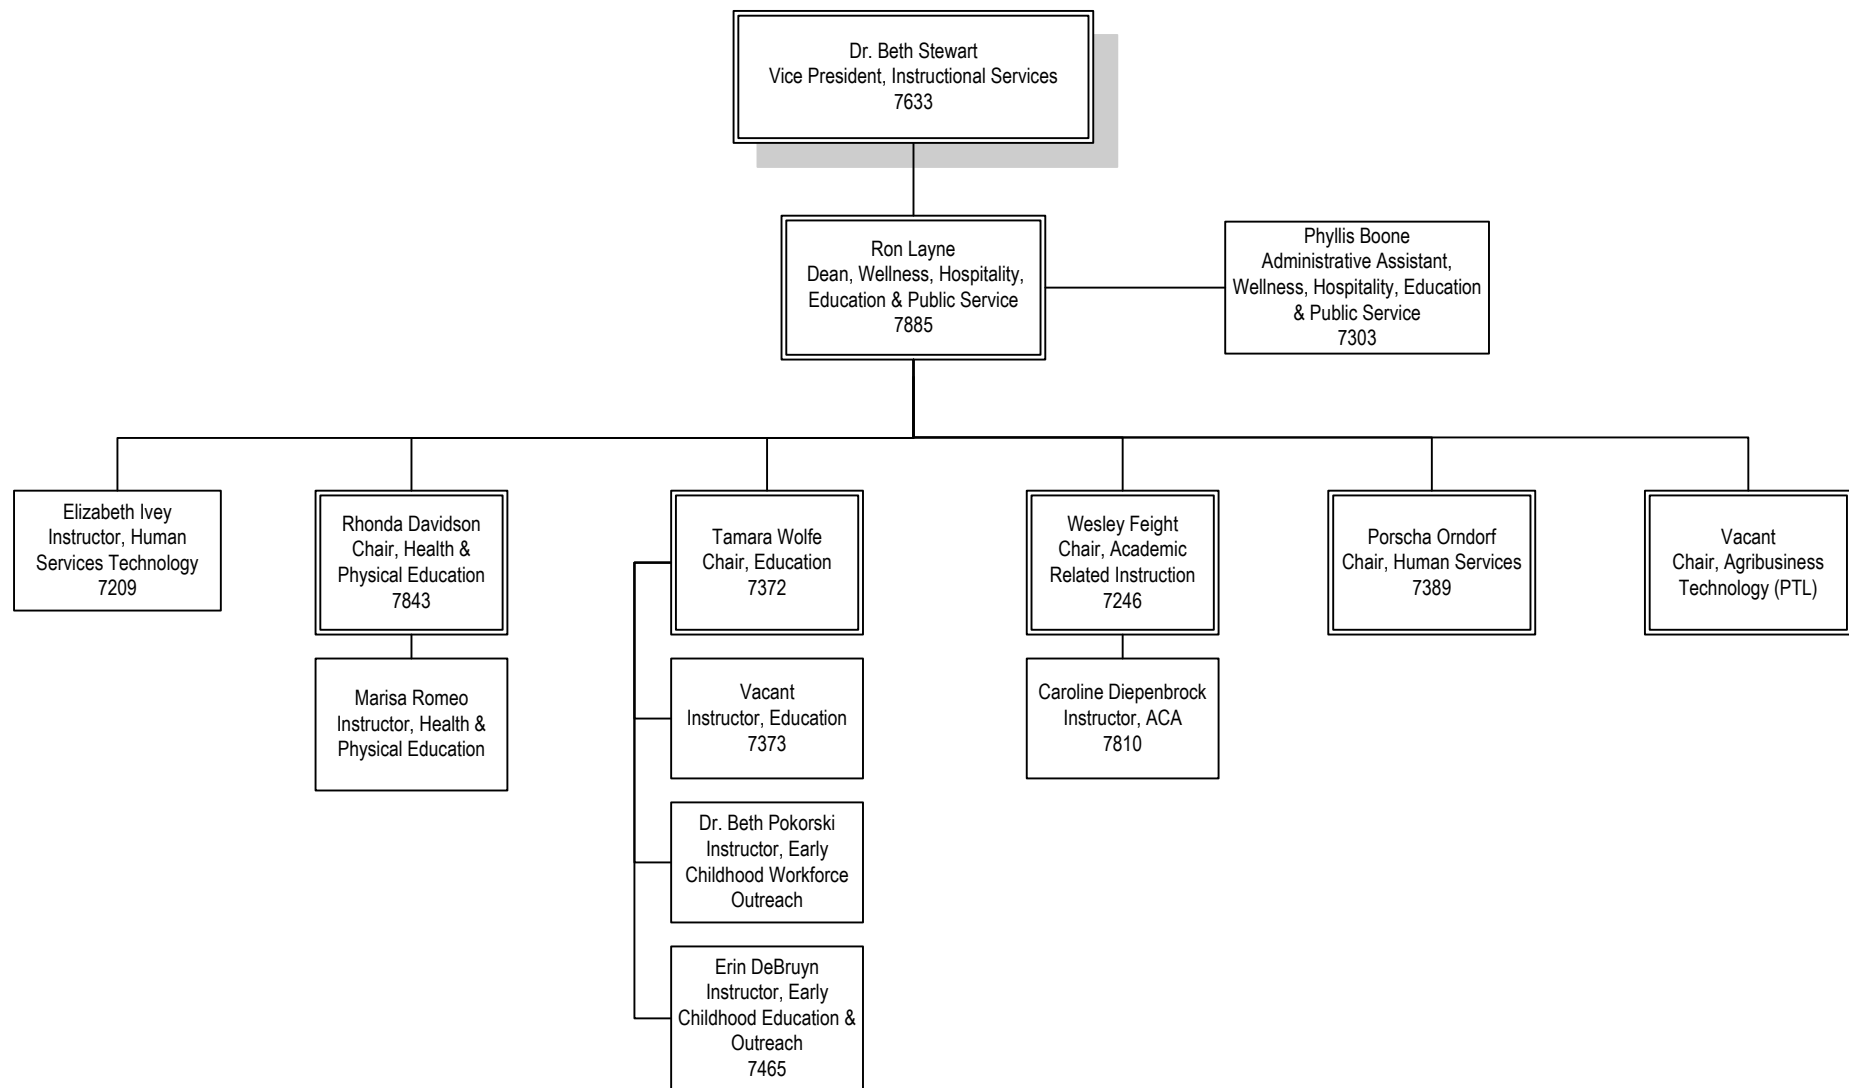 Dr. Beth Stewart
Vice President, Instructional Services
7633
Ron Layne
Dean, Wellness, Hospitality,
Education & Public Service
7885
Phyllis Boone
Administrative Assistant,
Wellness, Hospitality, Education
& Public Service
7303
Elizabeth Ivey
Instructor, Human
Services Technology
7209
Rhonda Davidson
Chair, Health &
Physical Education
7843
Tamara Wolfe
Chair, Education
7372
Wesley Feight
Chair, Academic
Related Instruction
7246
Porscha Orndorf
Chair, Human Services
7389
Vacant
Chair, Agribusiness
Technology (PTL)
Marisa Romeo
Instructor, Health &
Physical Education
Vacant
Instructor, Education
7373
Caroline Diepenbrock
Instructor, ACA
7810
Dr. Beth Pokorski
Instructor, Early
Childhood Workforce
Outreach
Erin DeBruyn
Instructor, Early
Childhood Education &
Outreach
7465